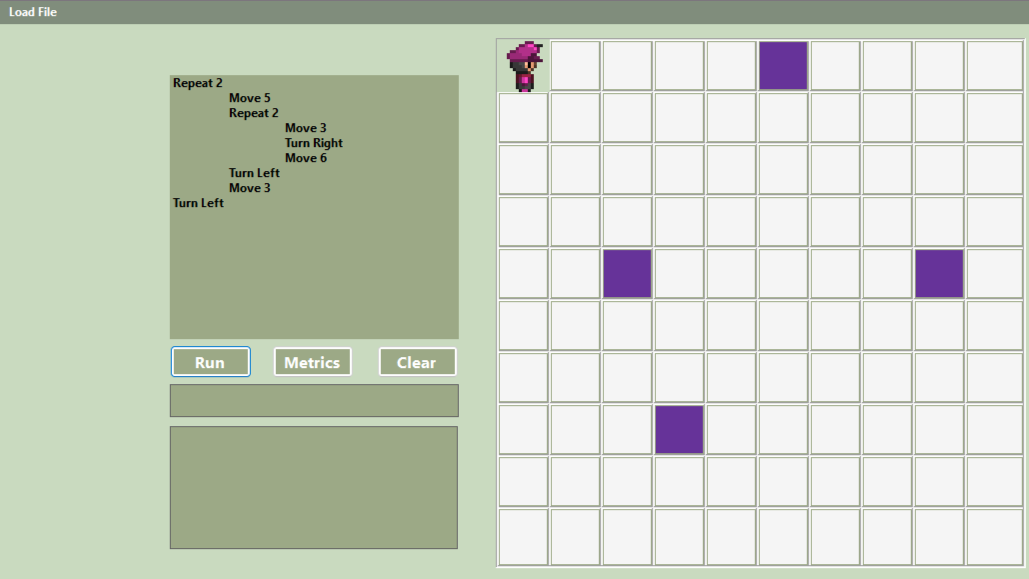 Load File
Repeat 2
Move 5
Repeat 2
Move 3
Turn Right
Move 6
Turn Left
Move 3
Turn Left
Run
Metrics
Clear